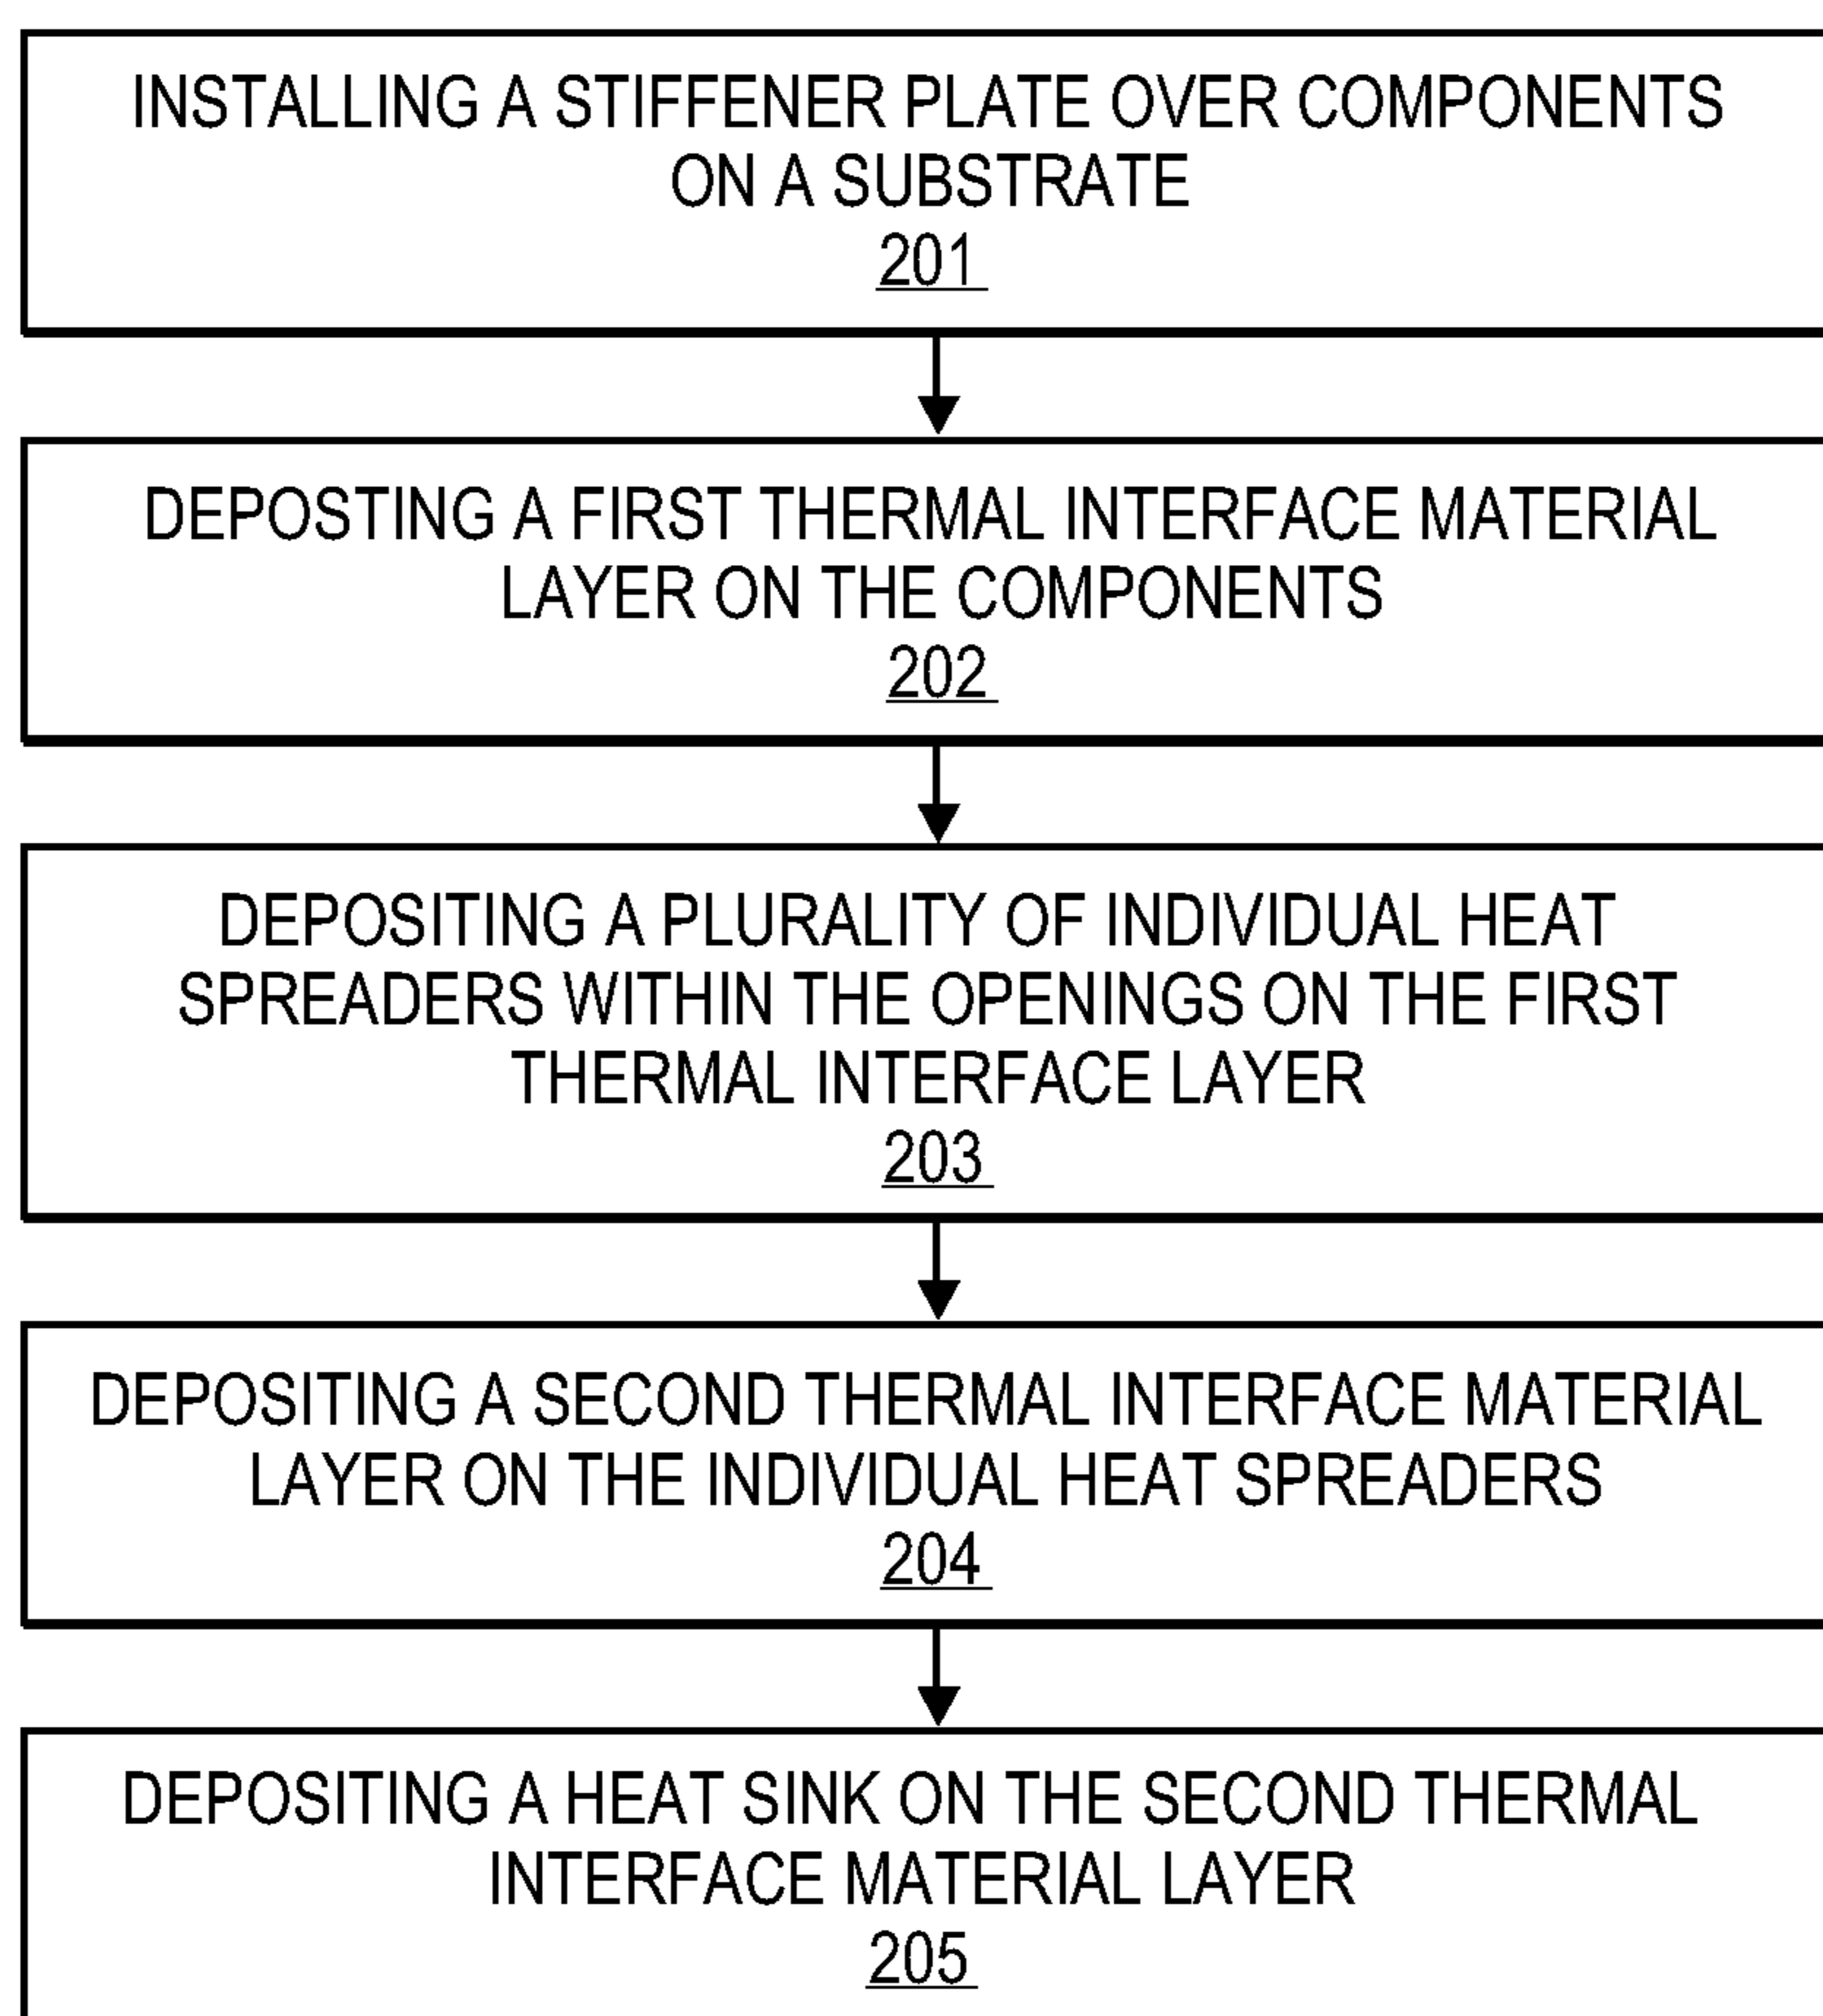 INSTALLING A STIFFENER PLATE OVER COMPONENTS
ON A SUBSTRATE
201
DEPOSTING A FIRST THERMAL INTERFACE MATERIAL
LAYER ON THE COMPONENTS
202
DEPOSITING A PLURALITY OF INDIVIDUAL HEAT
SPREADERS WITHIN THE OPENINGS ON THE FIRST
THERMAL INTERFACE LAYER
203
DEPOSITING A SECOND THERMAL INTERFACE MATERIAL
LAYER ON THE INDIVIDUAL HEAT SPREADERS
204
DEPOSITING A HEAT SINK ON THE SECOND THERMAL
INTERFACE MATERIAL LAYER
205